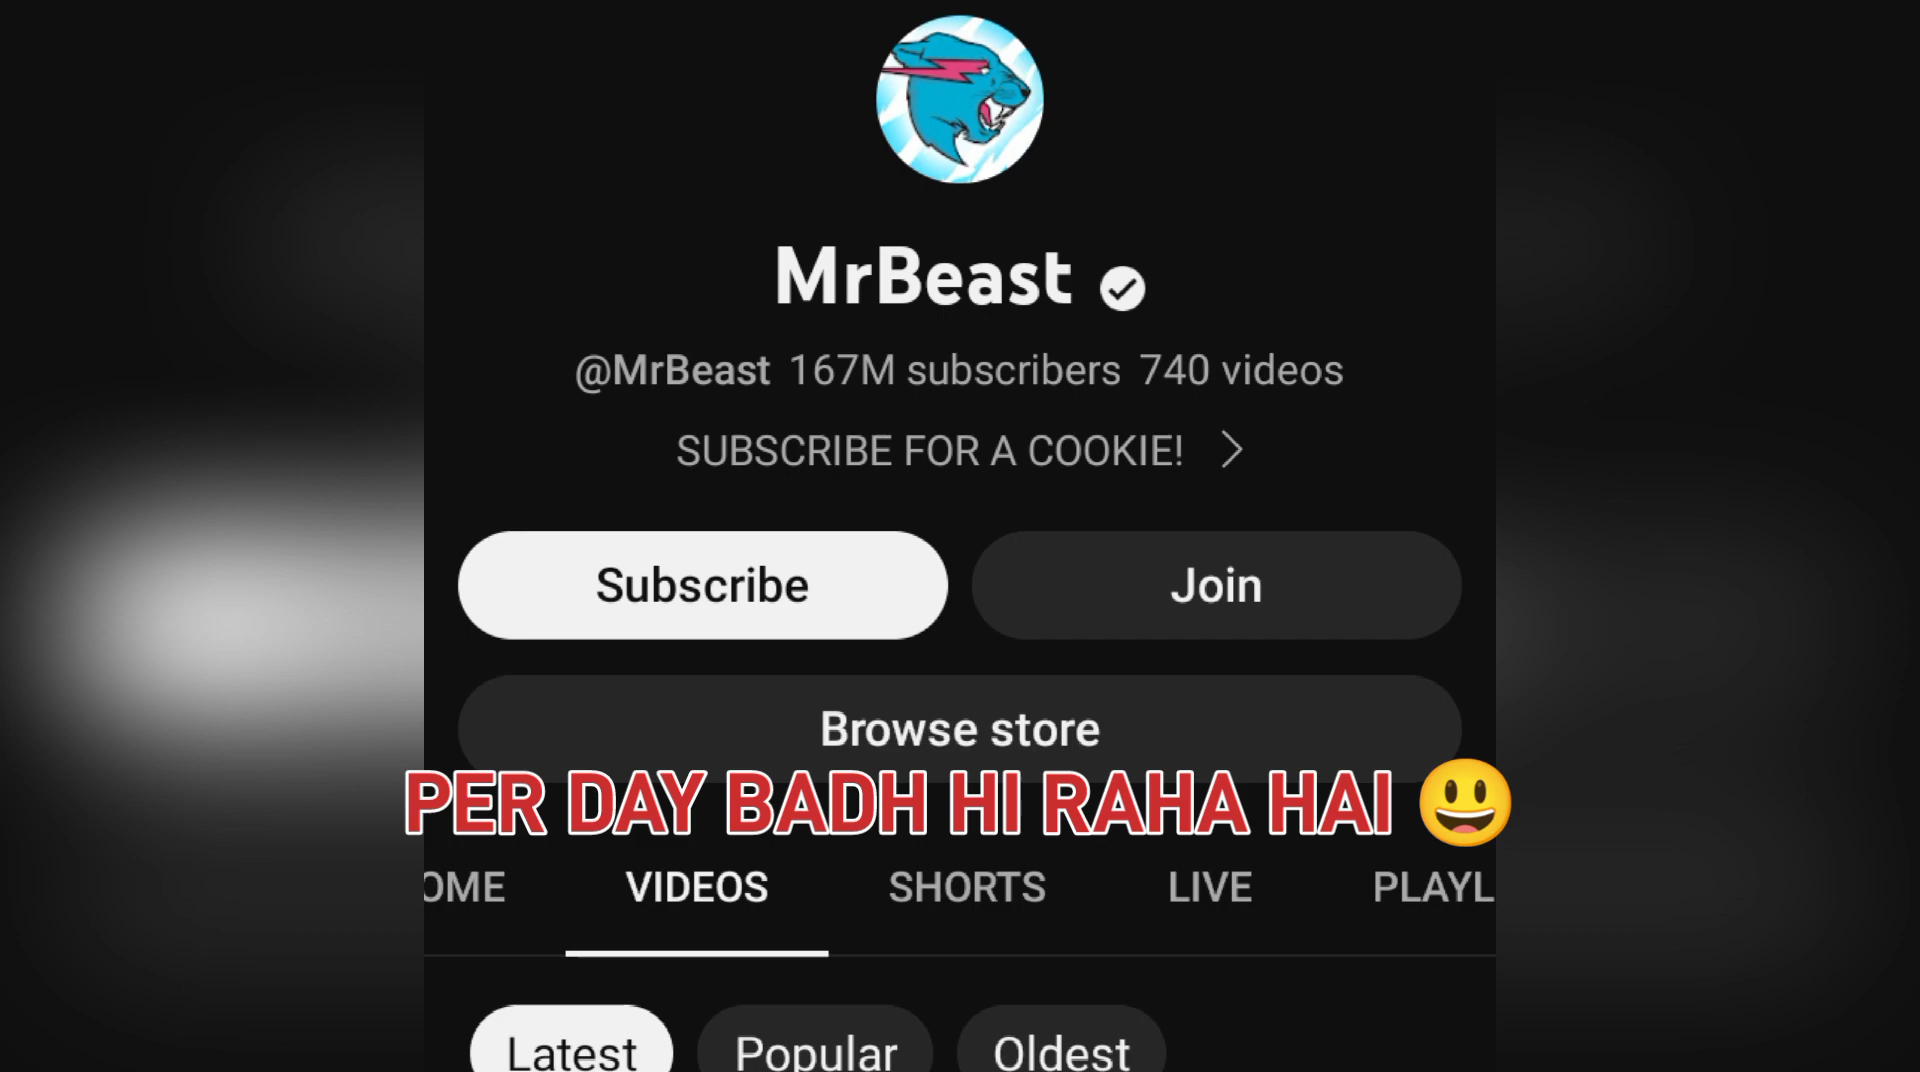 MrBeast
@MrBeast 167M subscribers 740 videos
SUBSCRIBE FOR A COOKIE!
Subscribe Join
Browse store
PER DAY BADH HI RAHA HAI 😃
OME VIDEOS SHORTS LIVE PLAYL
Latest Popular Oldest